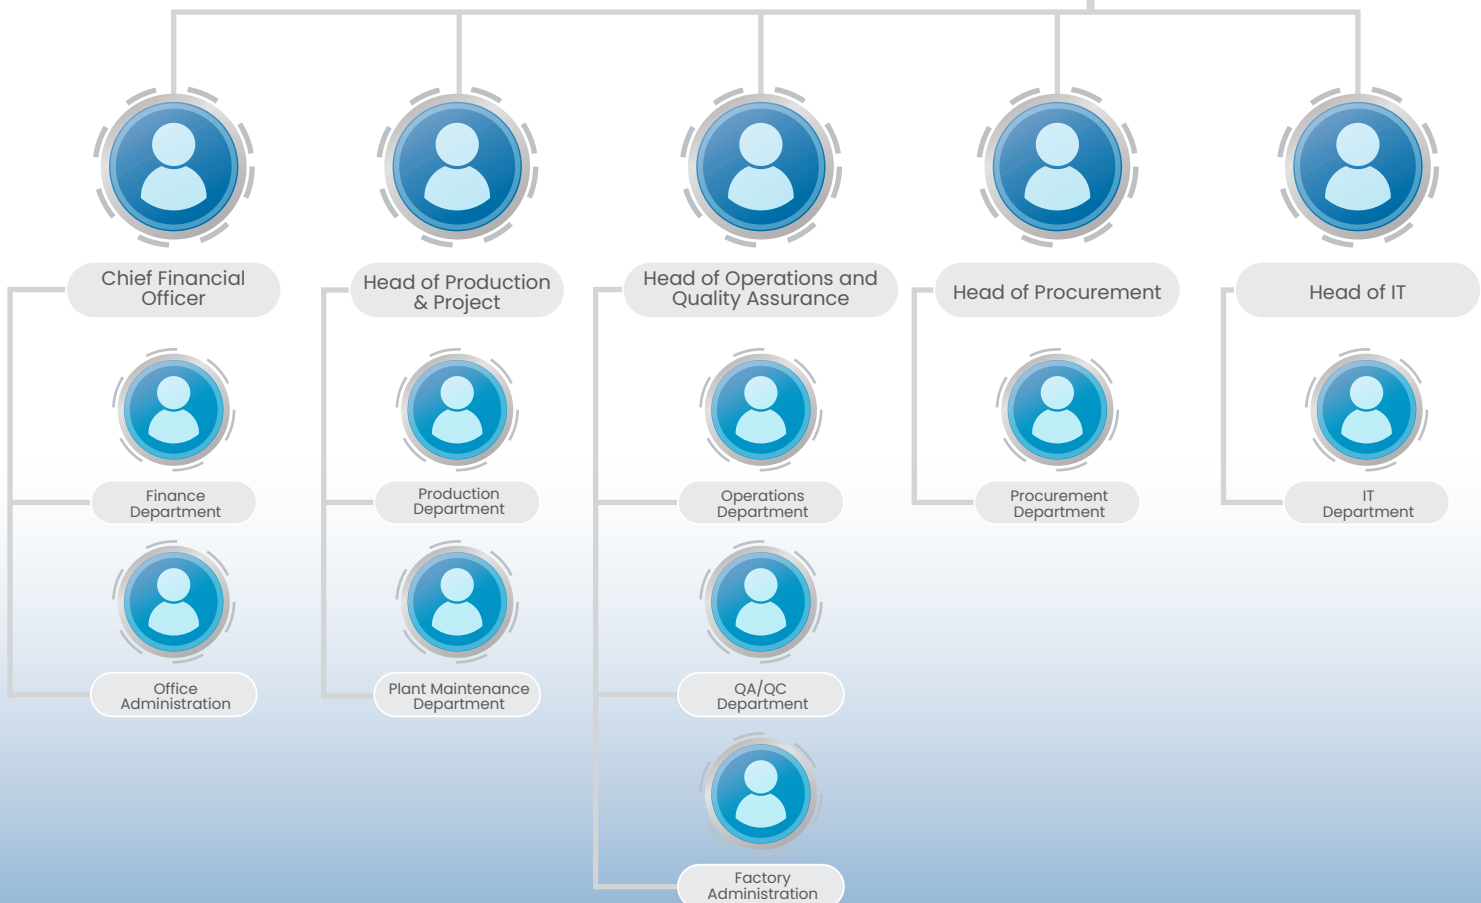 Chief Financial
Officer
Head of Production
& Project
Head of Operations and
Quality Assurance
Head of Procurement
Head of IT
Finance
Department
Production
Department
Operations
Department
Procurement
Department
IT
Department
Office
Administration
Plant Maintenance
Department
QA/QC
Department
Factory
Administration